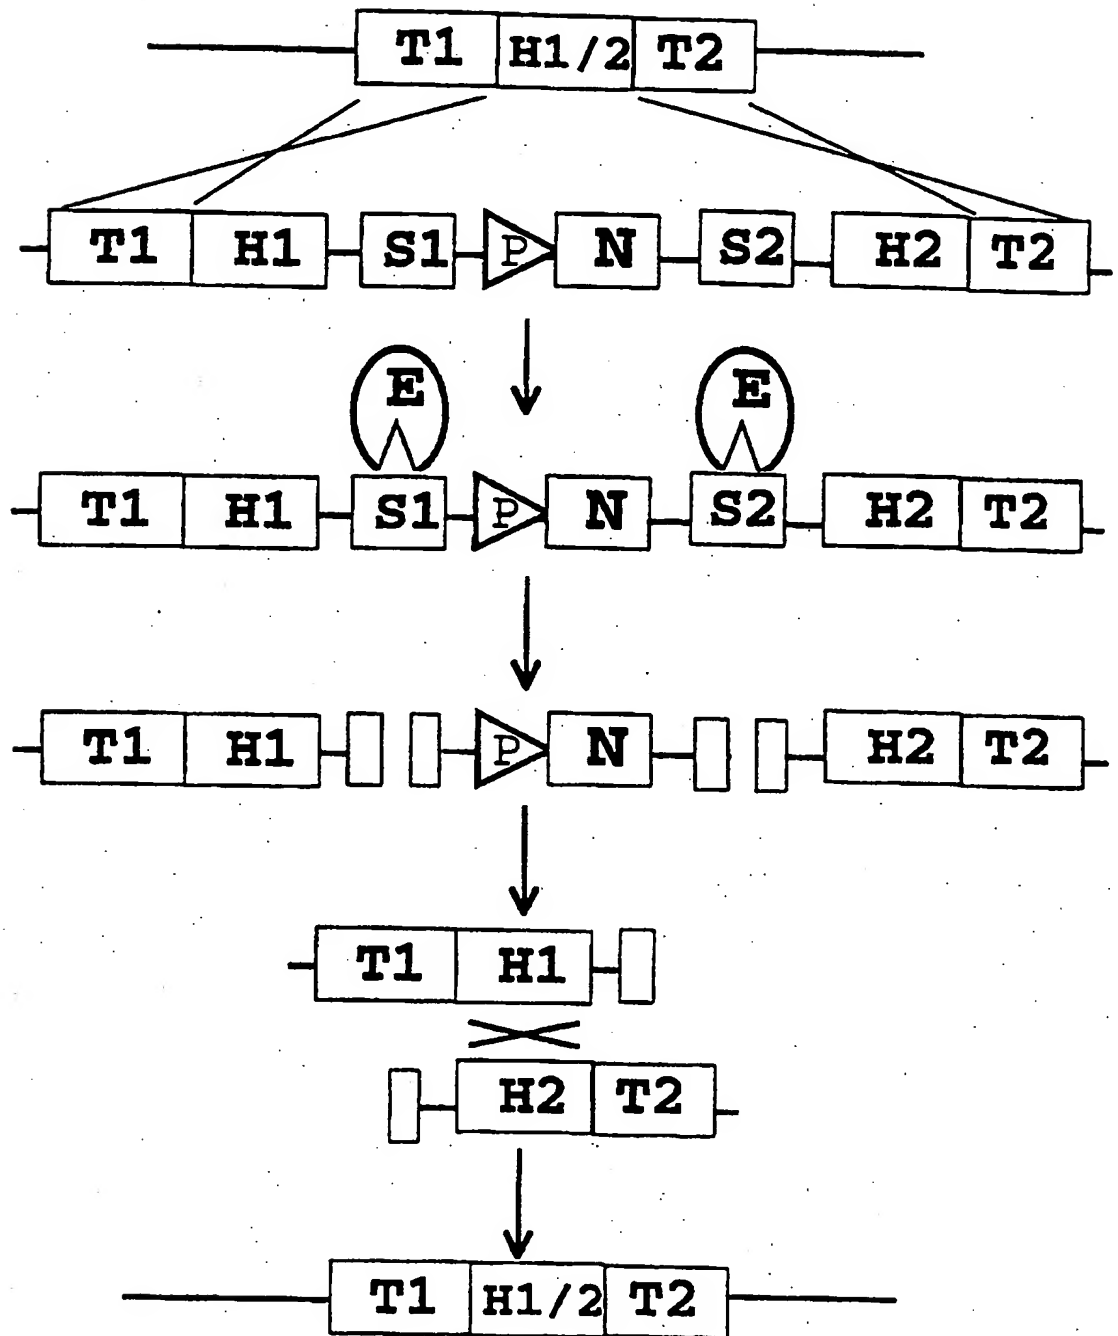 T1 H1/2 T2
T1 H1 S1 P N S2 H2 T2
E E
T1 H1 S1 P N S2 H2 T2
T1 H1 P N H2 T2
T1 H1
H2 T2
T1 H1/2 T2